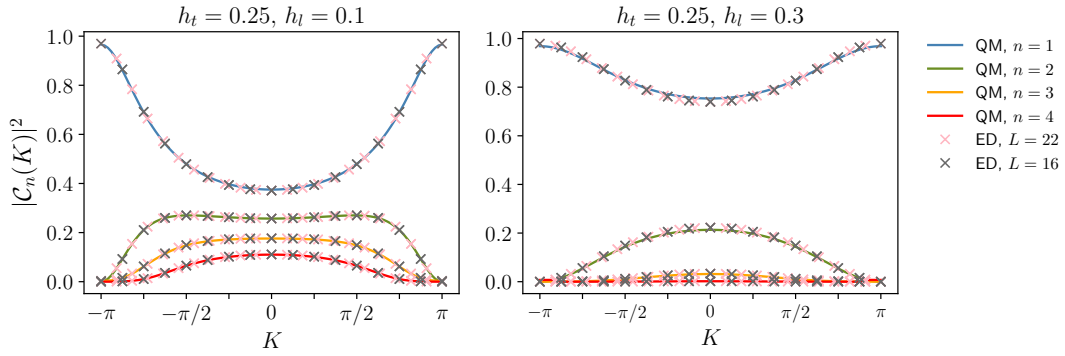 h_t = 0.25, h_l = 0.1
h_t = 0.25, h_l = 0.3
|𝒞_n(K)|²
1.0
0.8
0.6
0.4
0.2
0.0
−π
−π/2
0
π/2
π
K
1.0
0.8
0.6
0.4
0.2
0.0
−π
−π/2
0
π/2
π
K
QM, n = 1
QM, n = 2
QM, n = 3
QM, n = 4
ED, L = 22
ED, L = 16